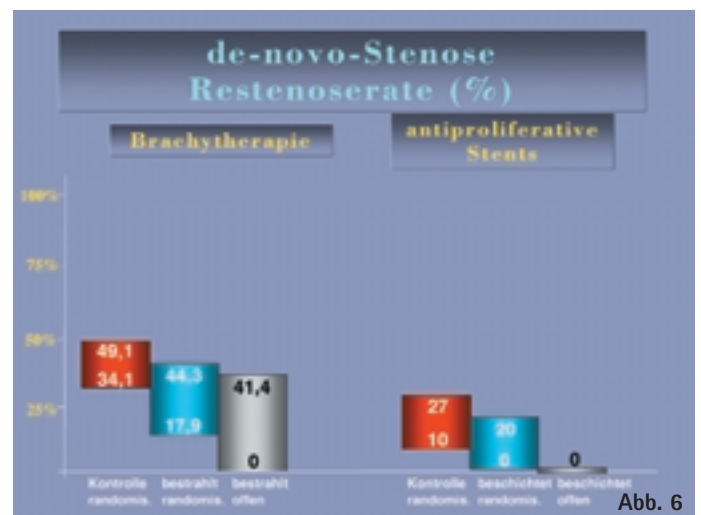 de-novo-Stenose
Restenoserate (%)
Brachytherapie
antiproliferative
Stents
100%
75%
50%
25%
49,1
34,1
44,3
17,9
41,4
0
27
10
20
0
0
Kontrolle bestrahlt bestrahlt
randomis. randomis. offen
Kontrolle beschichtet beschichtet
randomis. randomis. offen
Abb. 6